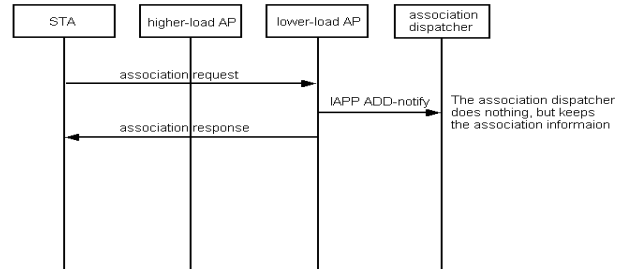 STA
higher-load AP
lower-load AP
association
dispatcher
association request
IAPP ADD-notify
The association dispatcher
does nothing, but keeps
the association informaion
association response